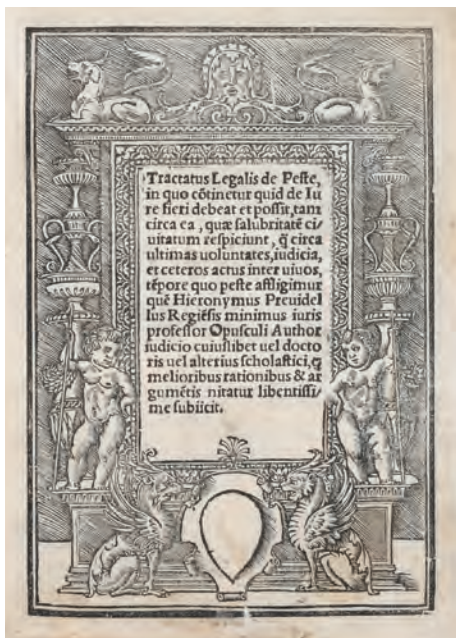 Tractatus Legalis de Peste,
in quo cõtinetur quid de Iu
re fieri debeat et possit, tam
circa ea, quæ salubritatẽ ci/
uitatum respiciunt, q̃ circa
ultimas uoluntates, iudicia,
et ceteros actus inter uiuos,
tẽpore quo peste affligimur
quẽ Hieronymus Preuidel
lus Regiẽsis minimus iuris
professor Opusculi Author
iudicio cuiuslibet uel docto
ris uel alterius scholastici, q
melioribus rationibus & ar
gumẽtis nitatur libentissi/
me subiicit.